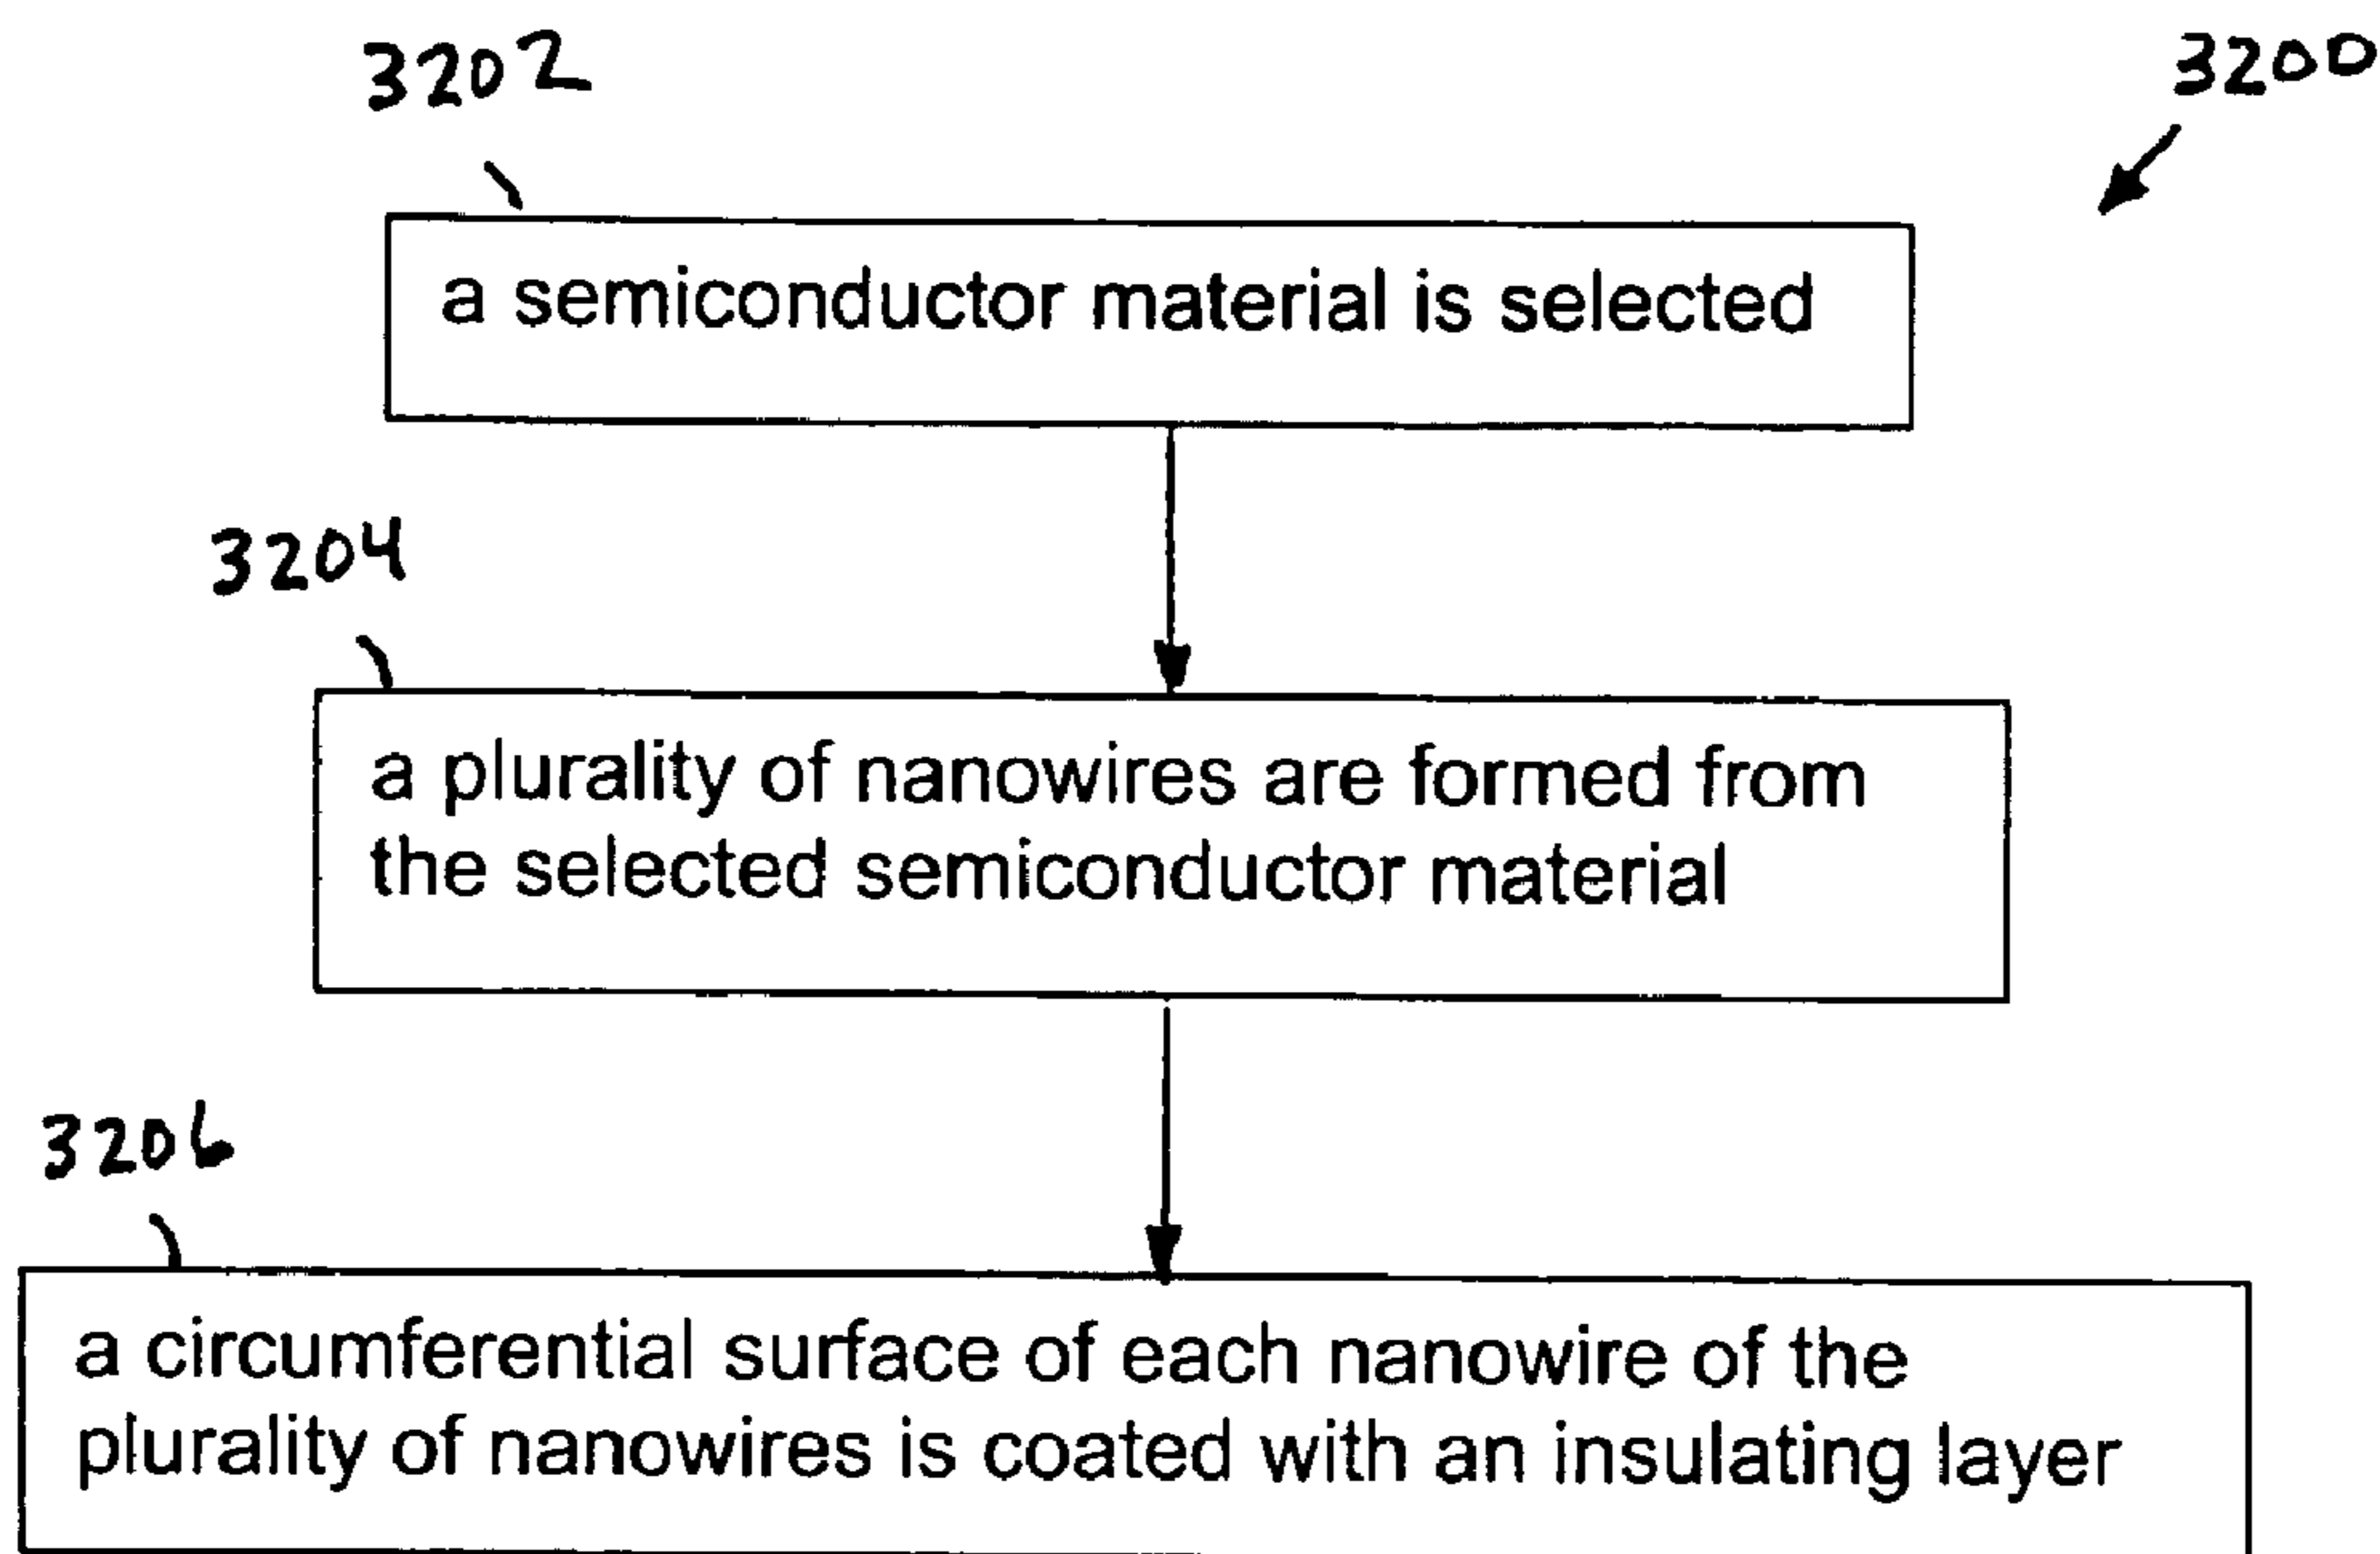 3202
3200
a semiconductor material is selected
3204
a plurality of nanowires are formed from
the selected semiconductor material
3206
a circumferential surface of each nanowire of the
plurality of nanowires is coated with an insulating layer